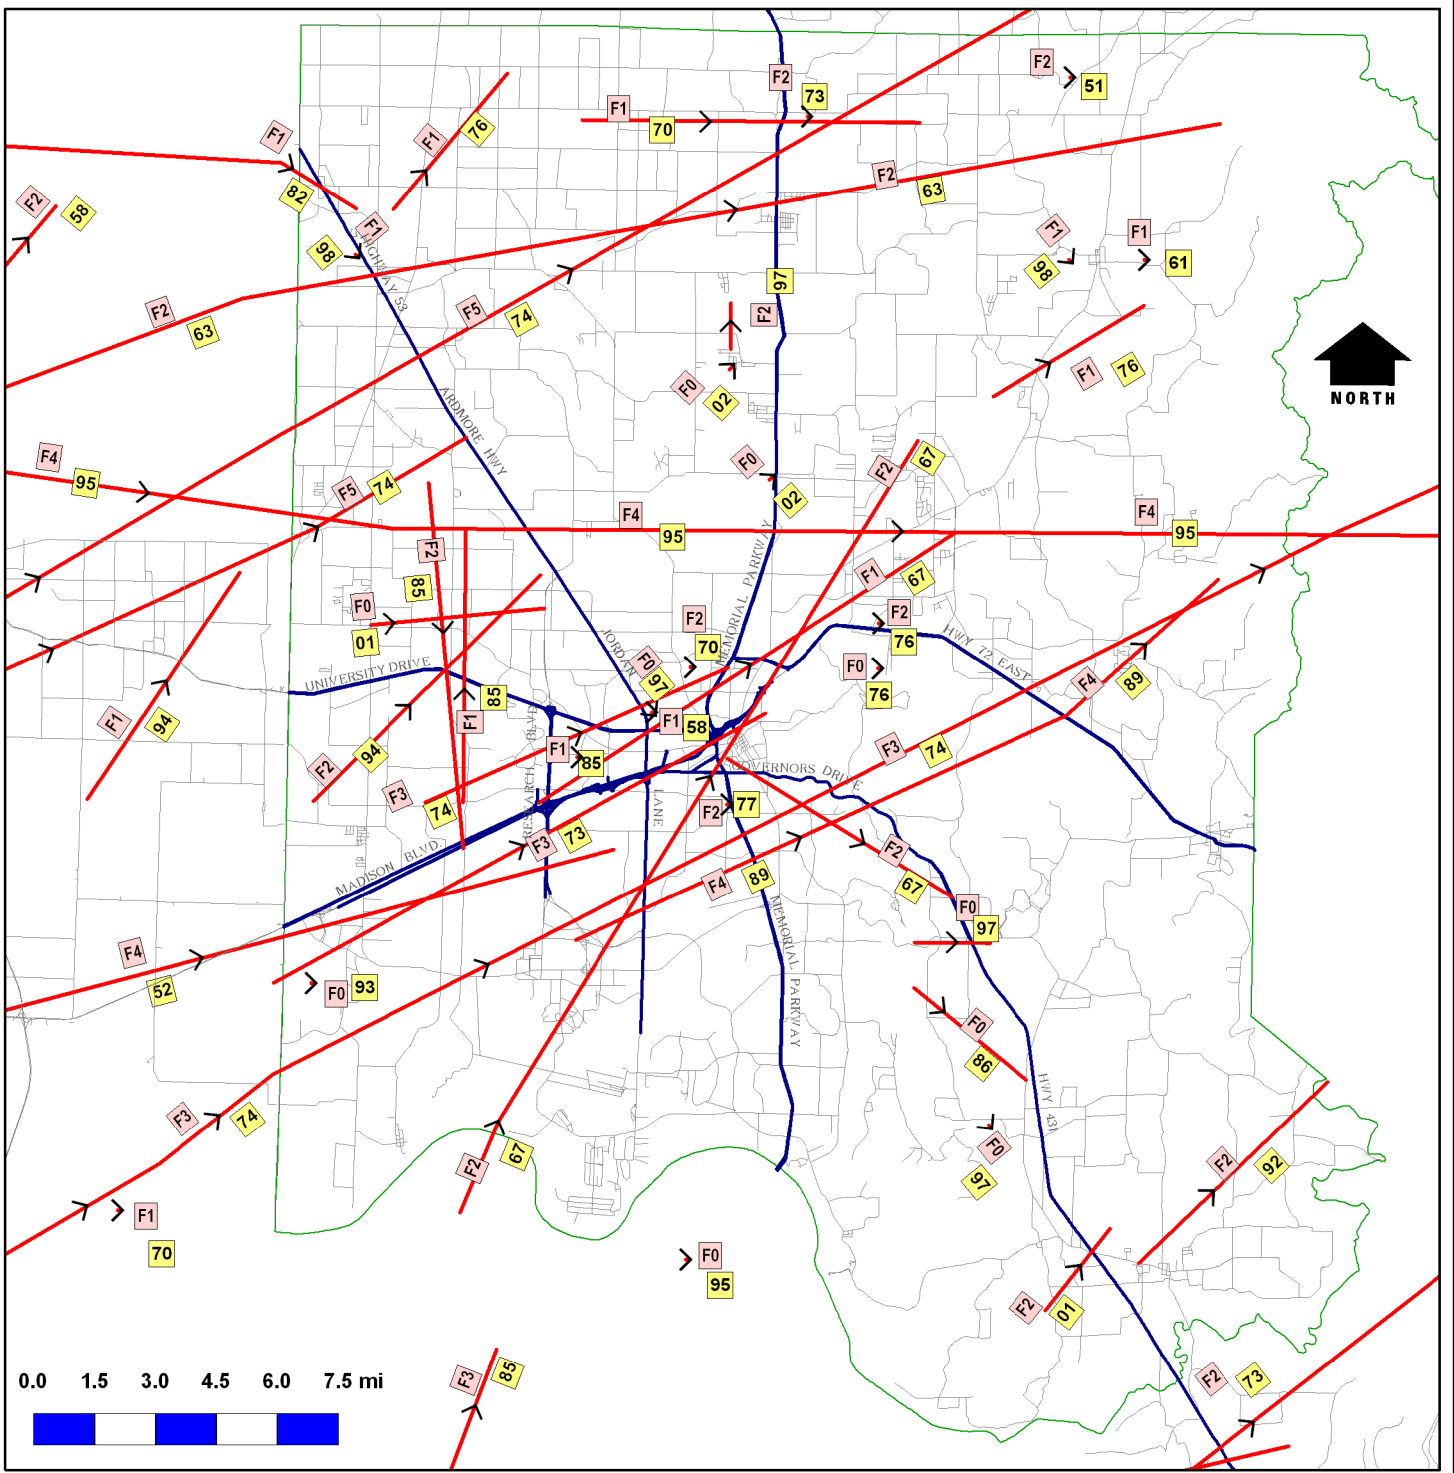 F2
51
F2
73
F1
70
F1
76
F1
82
F2
63
F2
58
F1
98
HIGHWAY 53
F1
98
F1
61
97
F2
F2
63
F5
74
F1
76
NORTH
F0
02
ARDMORE HWY
F4
95
F5
74
F0
02
F2
67
F4
95
F4
95
F2
85
MEMORIAL PARKWAY
F1
67
F0
01
F2
70
F2
76
HWY 72 EAST
JORDAN
F0
97
F0
76
UNIVERSITY DRIVE
F4
89
85
F1
F1
94
F1
58
F3
74
F2
94
F1
85
RESEARCH BLVD
GOVERNORS DRIVE
F3
74
LANE
F2
77
MADISON BLVD.
F3
73
F4
89
F2
67
F0
97
MEMORIAL PARKWAY
F4
52
F0
93
F0
86
HWY 431
F3
74
F2
67
F0
97
F2
92
F1
70
F0
95
F2
01
F3
85
F2
73
0.0 1.5 3.0 4.5 6.0 7.5 mi